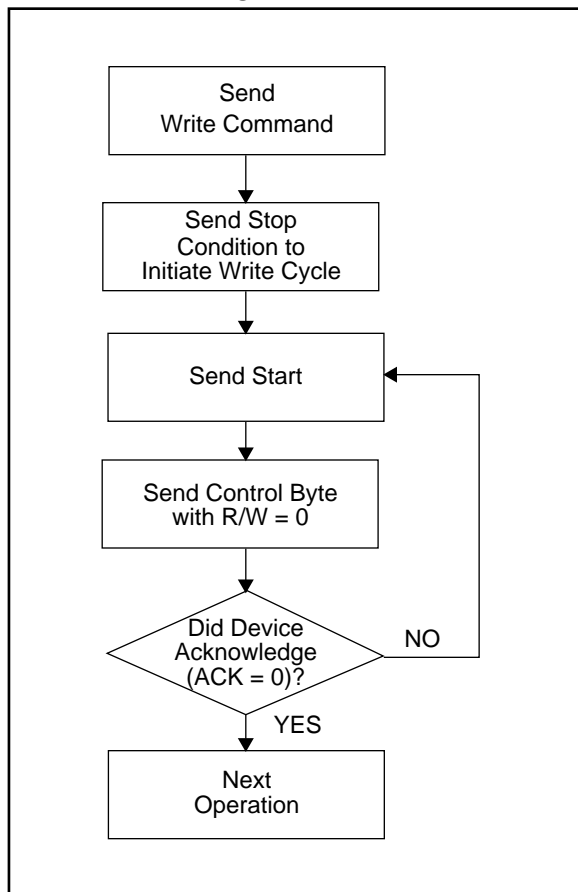 Send
Write Command
Send Stop
Condition to
Initiate Write Cycle
Send Start
Send Control Byte
with R/W = 0
Did Device
Acknowledge
(ACK = 0)?
NO
YES
Next
Operation